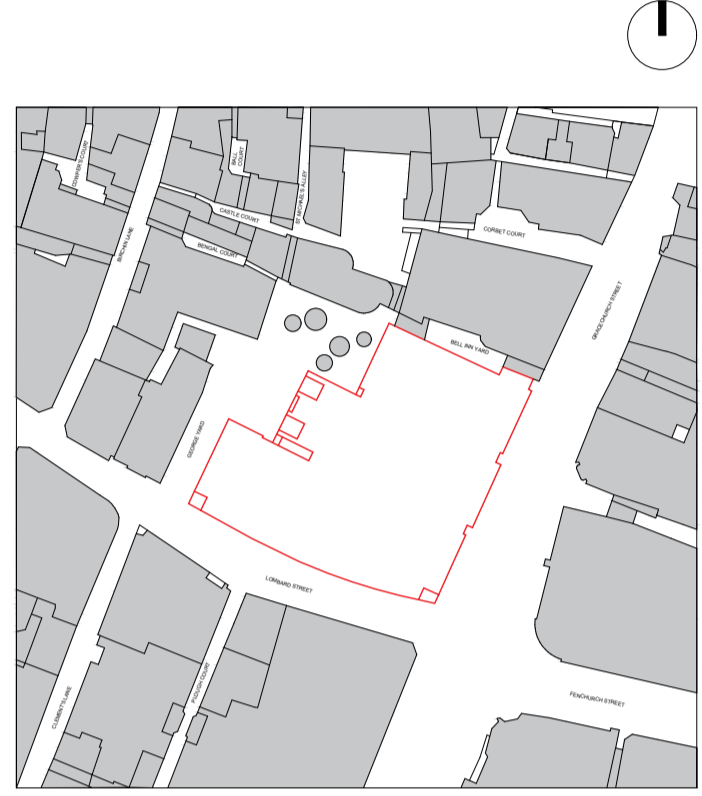 COWPER'S COURT
BALL
COURT
ST MICHAEL'S ALLEY
CASTLE COURT
BIRCHIN LANE
BENGAL COURT
CORBET COURT
GRACECHURCH STREET
BELL INN YARD
GEORGE YARD
LOMBARD STREET
CLEMENT'S LANE
PLOUGH COURT
FENCHURCH STREET